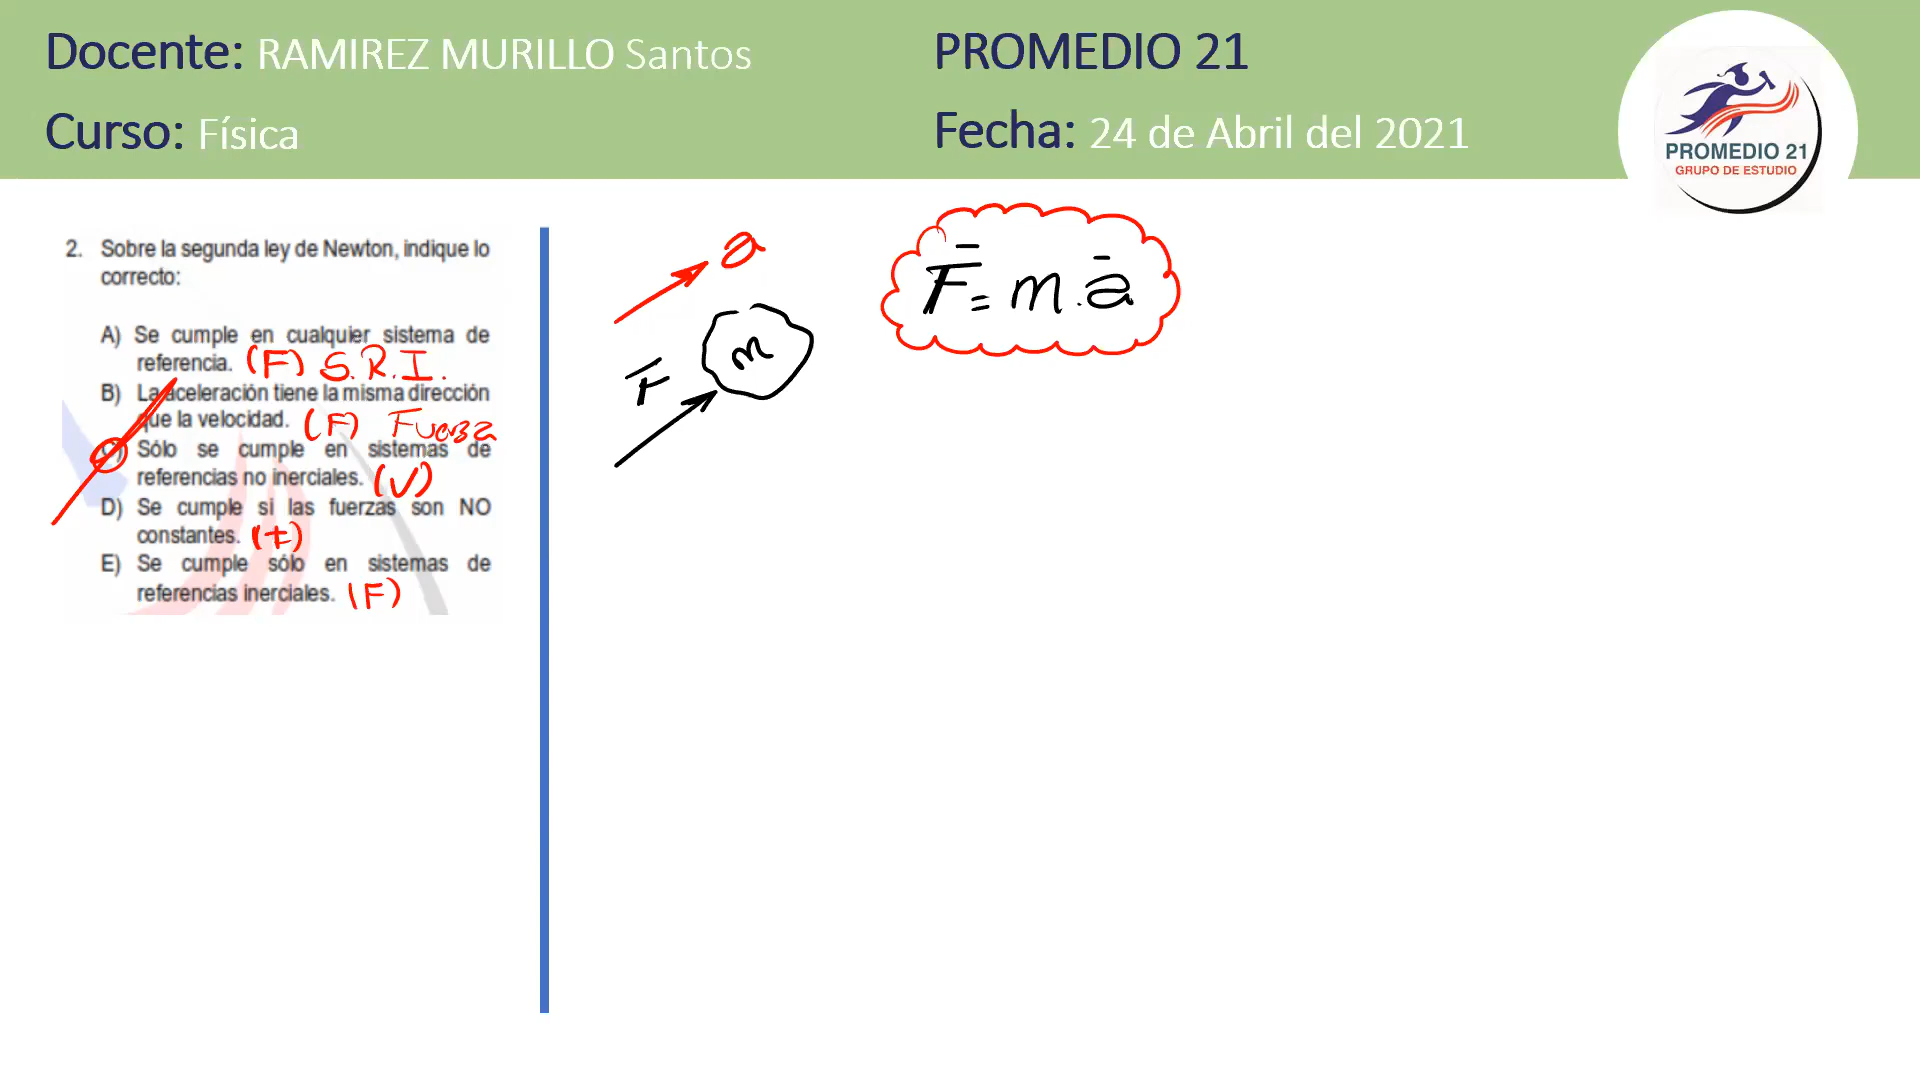 Docente: RAMIREZ MURILLO Santos
PROMEDIO 21
Curso: Física
Fecha: 24 de Abril del 2021
PROMEDIO 21
GRUPO DE ESTUDIO
2. Sobre la segunda ley de Newton, indique lo
correcto:
A) Se cumple en cualquier sistema de
referencia. (F) S.R.I.
B) La aceleración tiene la misma dirección
que la velocidad. (F) Fuerza
C) Sólo se cumple en sistemas de
referencias no inerciales. (V)
D) Se cumple si las fuerzas son NO
constantes. (F)
E) Se cumple sólo en sistemas de
referencias inerciales. (F)
a
m
F̄
F̄ = m.ā